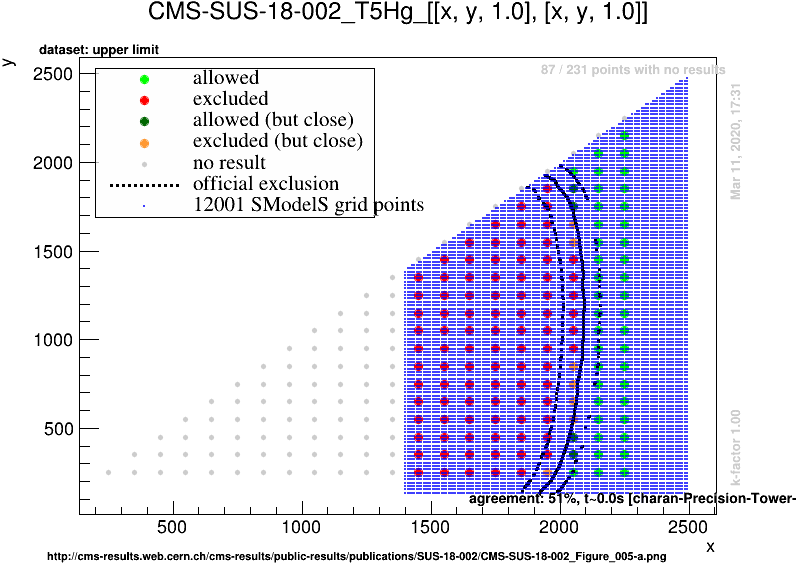 CMS-SUS-18-002_T5Hg_[[x, y, 1.0], [x, y, 1.0]]
dataset: upper limit
87 / 231 points with no results
y
2500
2000
1500
1000
500
allowed
excluded
allowed (but close)
excluded (but close)
no result
official exclusion
12001 SModelS grid points
Mar 11, 2020, 17:31
k-factor 1.00
agreement: 51%, t~0.0s [charan-Precision-Tower-
500
1000
1500
2000
2500
x
http://cms-results.web.cern.ch/cms-results/public-results/publications/SUS-18-002/CMS-SUS-18-002_Figure_005-a.png